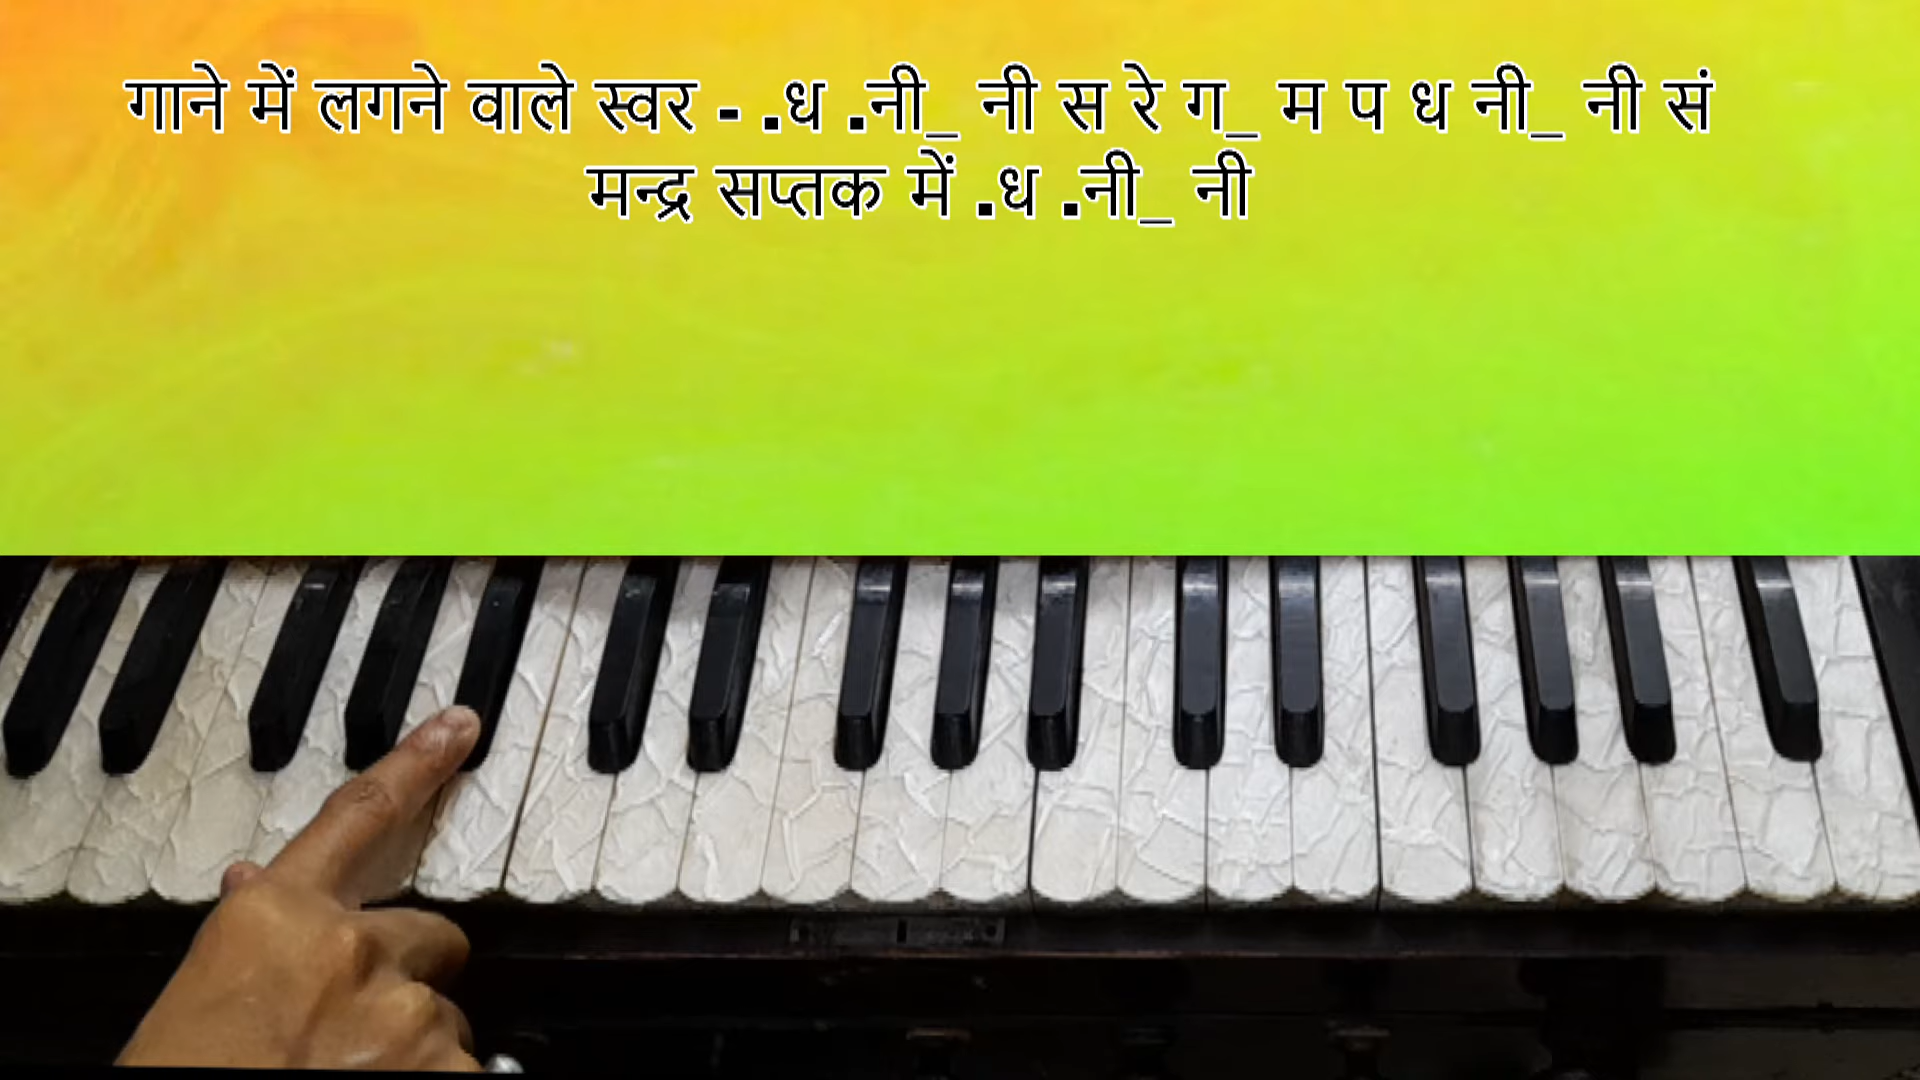 गाने में लगने वाले स्वर - .ध .नी_ नी स रे ग_ म प ध नी_ नी सं
मन्द्र सप्तक में .ध .नी_ नी